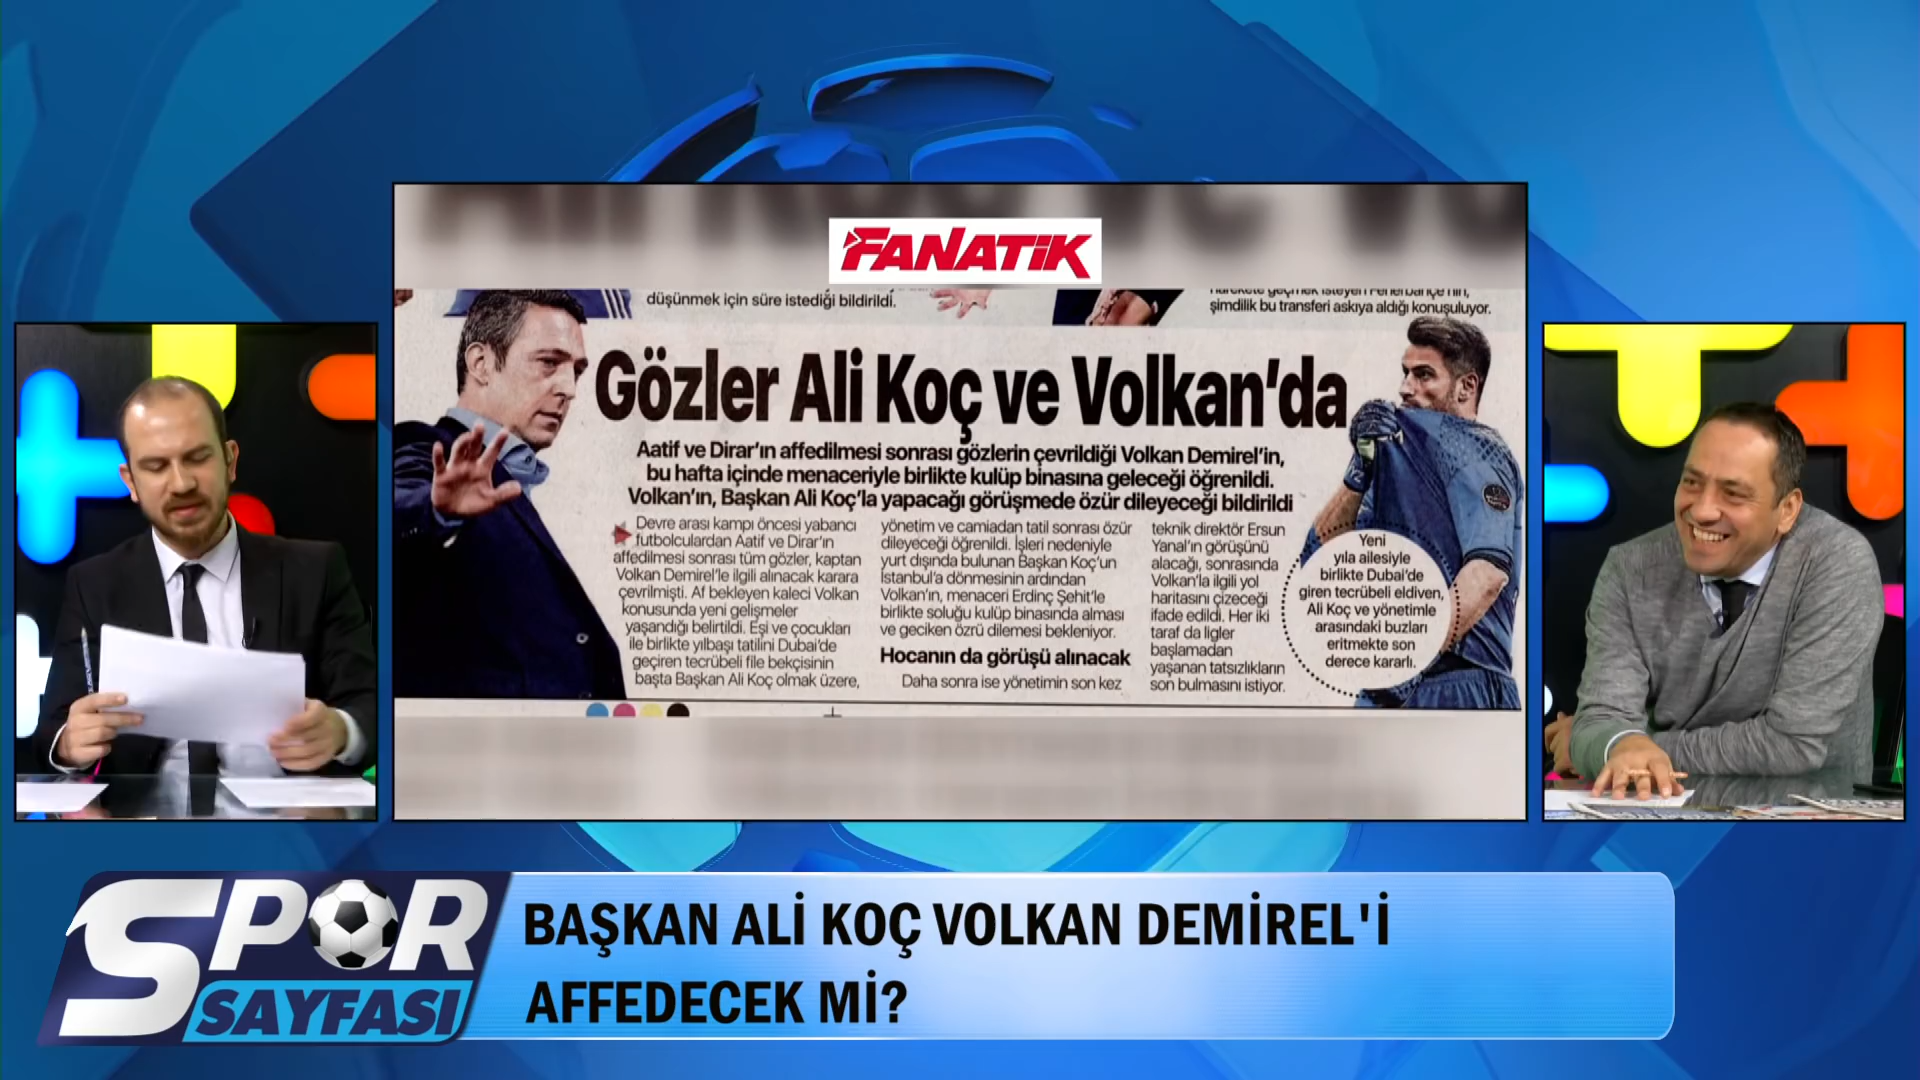 FANATİK
düşünmek için süre istediği bildirildi.
harekete geçmek isteyen Fenerbahçe'nin,
şimdilik bu transferi askıya aldığı konuşuluyor.
Gözler Ali Koç ve Volkan'da
Aatif ve Dirar'ın affedilmesi sonrası gözlerin çevrildiği Volkan Demirel'in,
bu hafta içinde menaceriyle birlikte kulüp binasına geleceği öğrenildi.
Volkan'ın, Başkan Ali Koç'la yapacağı görüşmede özür dileyeceği bildirildi
Devre arası kampı öncesi yabancı
futbolculardan Aatif ve Dirar'ın
affedilmesi sonrası tüm gözler, kaptan
Volkan Demirel'le ilgili alınacak karara
çevrilmişti. Af bekleyen kaleci Volkan
konusunda yeni gelişmeler
yaşandığı belirtildi. Eşi ve çocukları
ile birlikte yılbaşı tatilini Dubai'de
geçiren tecrübeli file bekçisinin
başta Başkan Ali Koç olmak üzere,
yönetim ve camiadan tatil sonrası özür
dileyeceği öğrenildi. İşleri nedeniyle
yurt dışında bulunan Başkan Koç'un
İstanbul'a dönmesinin ardından
Volkan'ın, menaceri Erdinç Şehit'le
birlikte soluğu kulüp binasında alması
ve geciken özrü dilemesi bekleniyor.
Hocanın da görüşü alınacak
Daha sonra ise yönetimin son kez
teknik direktör Ersun
Yanal'ın görüşünü
alacağı, sonrasında
Volkan'la ilgili yol
haritasını çizeceği
ifade edildi. Her iki
taraf da ligler
başlamadan
yaşanan tatsızlıkların
son bulmasını istiyor.
Yeni
yıla ailesiyle
birlikte Dubai'de
giren tecrübeli eldiven,
Ali Koç ve yönetimle
arasındaki buzları
eritmekte son
derece kararlı.
SPOR
SAYFASI
BAŞKAN ALİ KOÇ VOLKAN DEMİREL'İ
AFFEDECEK Mİ?